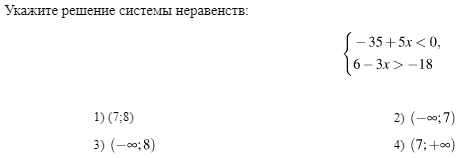 Укажите решение системы неравенств:
− 35 + 5x < 0,
6 − 3x > −18
1) (7;8)
2) (−∞; 7)
3) (−∞; 8)
4) (7; +∞)